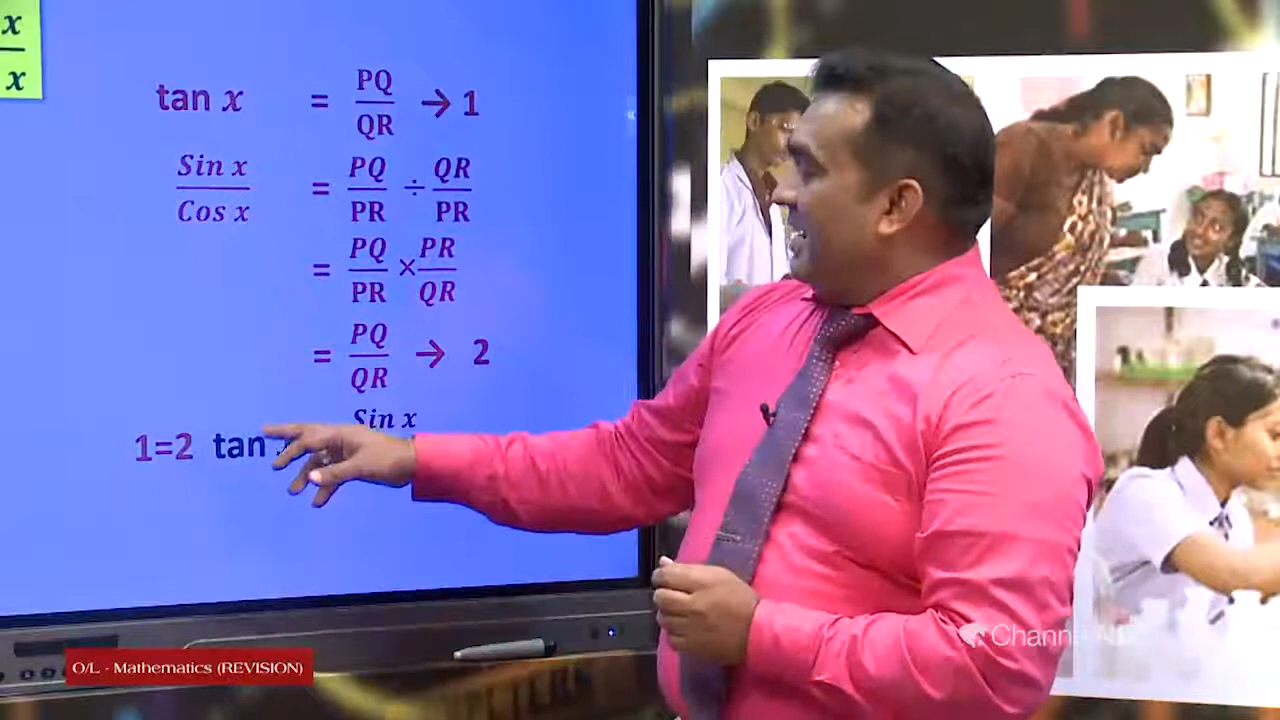 x
x
tan x = PQ/QR → 1
Sin x/Cos x = PQ/PR ÷ QR/PR
= PQ/PR × PR/QR
= PQ/QR → 2
1=2 tan Sin x
O/L - Mathematics (REVISION)